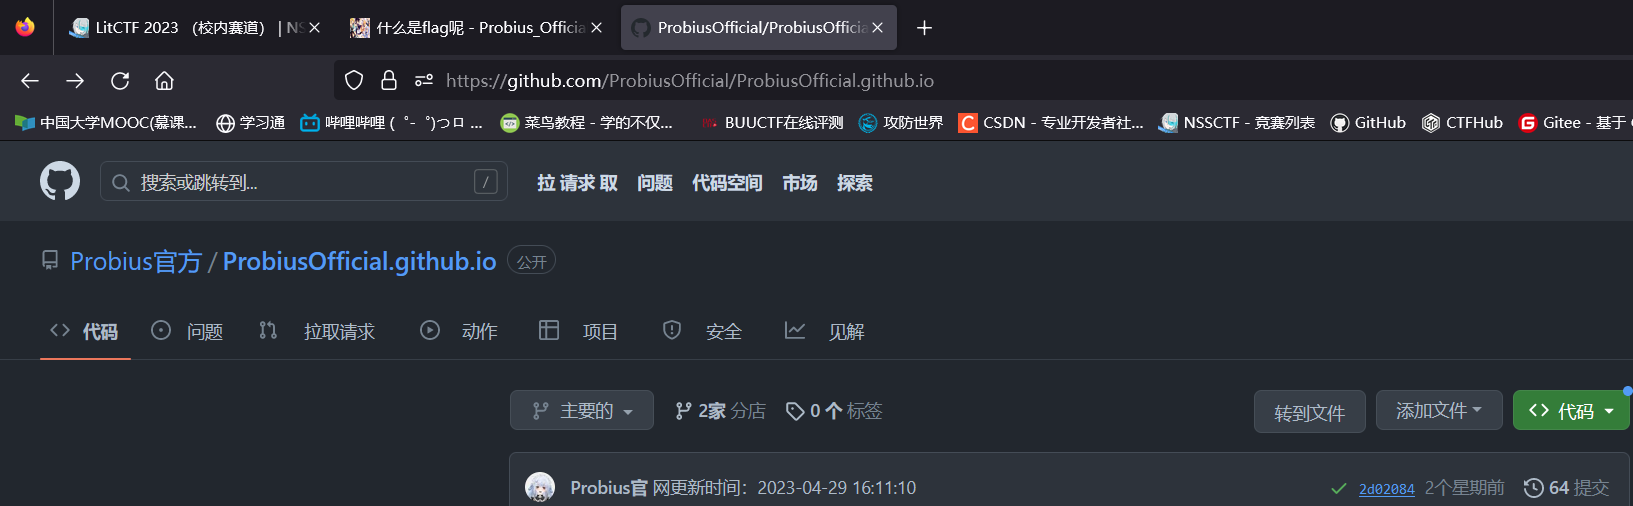 LitCTF 2023 （校内赛道） | NS
什么是flag呢 - Probius_Officia
ProbiusOfficial/ProbiusOfficia
https://github.com/ProbiusOfficial/ProbiusOfficial.github.io
中国大学MOOC(慕课... 学习通 哔哩哔哩 ( ゜- ゜)つロ ... 菜鸟教程 - 学的不仅... BUUCTF在线评测 攻防世界 CSDN - 专业开发者社... NSSCTF - 竞赛列表 GitHub CTFHub Gitee - 基于
搜索或跳转到... / 拉 请求 取 问题 代码空间 市场 探索
Probius官方 / ProbiusOfficial.github.io 公开
代码 问题 拉取请求 动作 项目 安全 见解
主要的 2家 分店 0 个 标签 转到文件 添加文件 代码
Probius官 网更新时间：2023-04-29 16:11:10 2d02084 2个星期前 64 提交